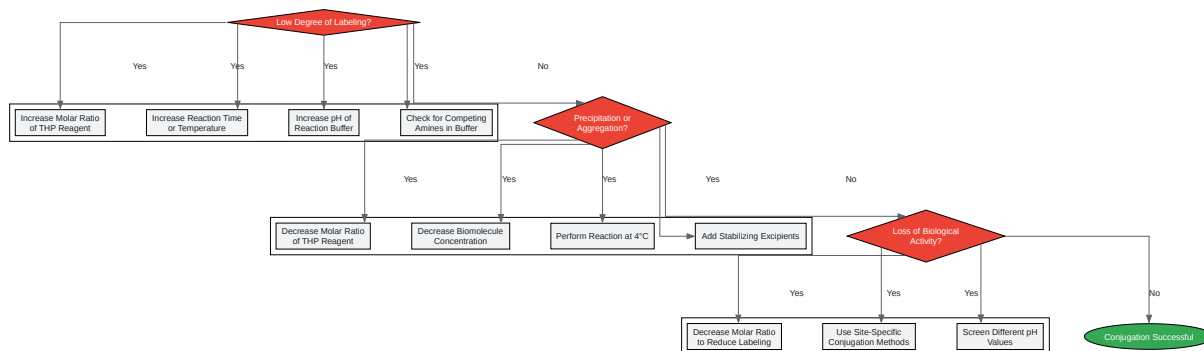 Low Degree of Labeling?
Yes
Yes
Yes
Yes
No
Increase Molar Ratio
of THP Reagent
Increase Reaction Time
or Temperature
Increase pH of
Reaction Buffer
Check for Competing
Amines in Buffer
Precipitation or
Aggregation?
Yes
Yes
Yes
Yes
No
Decrease Molar Ratio
of THP Reagent
Decrease Biomolecule
Concentration
Perform Reaction at 4°C
Add Stabilizing Excipients
Loss of Biological
Activity?
Yes
Yes
Yes
No
Decrease Molar Ratio
to Reduce Labeling
Use Site-Specific
Conjugation Methods
Screen Different pH
Values
Conjugation Successful